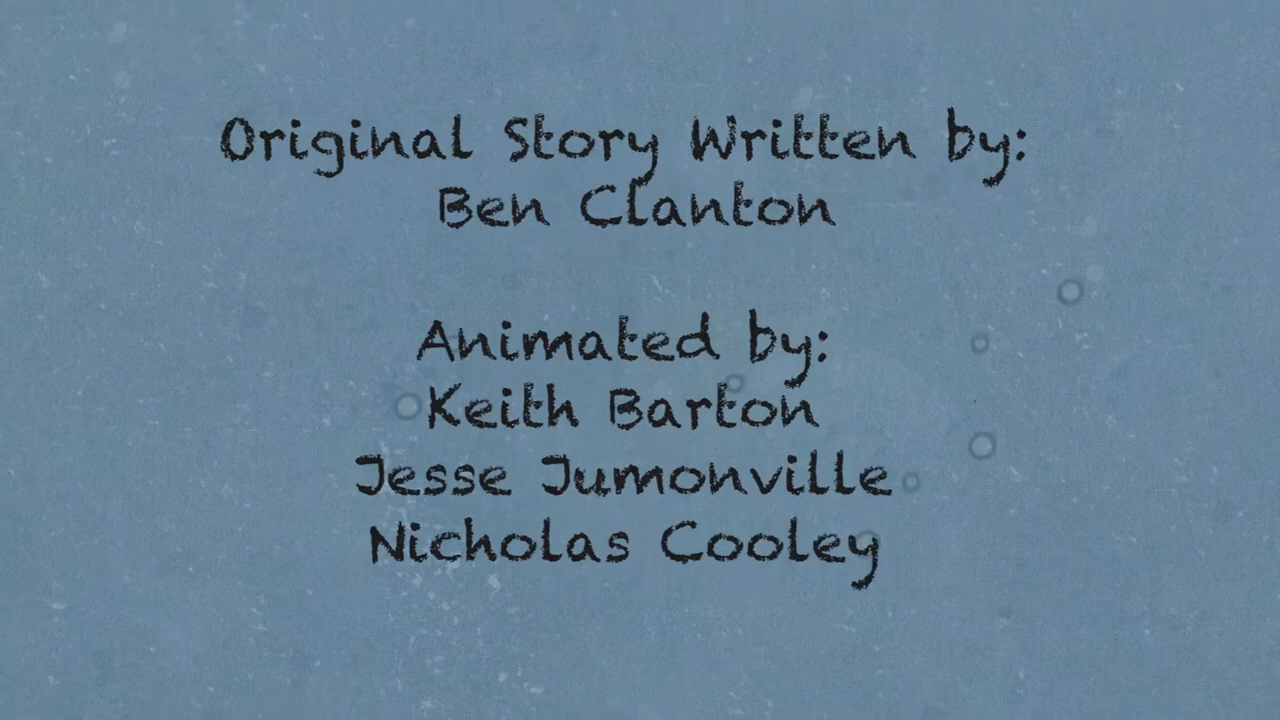 Original Story Written by:
Ben Clanton
Animated by:
Keith Barton
Jesse Jumonville
Nicholas Cooley